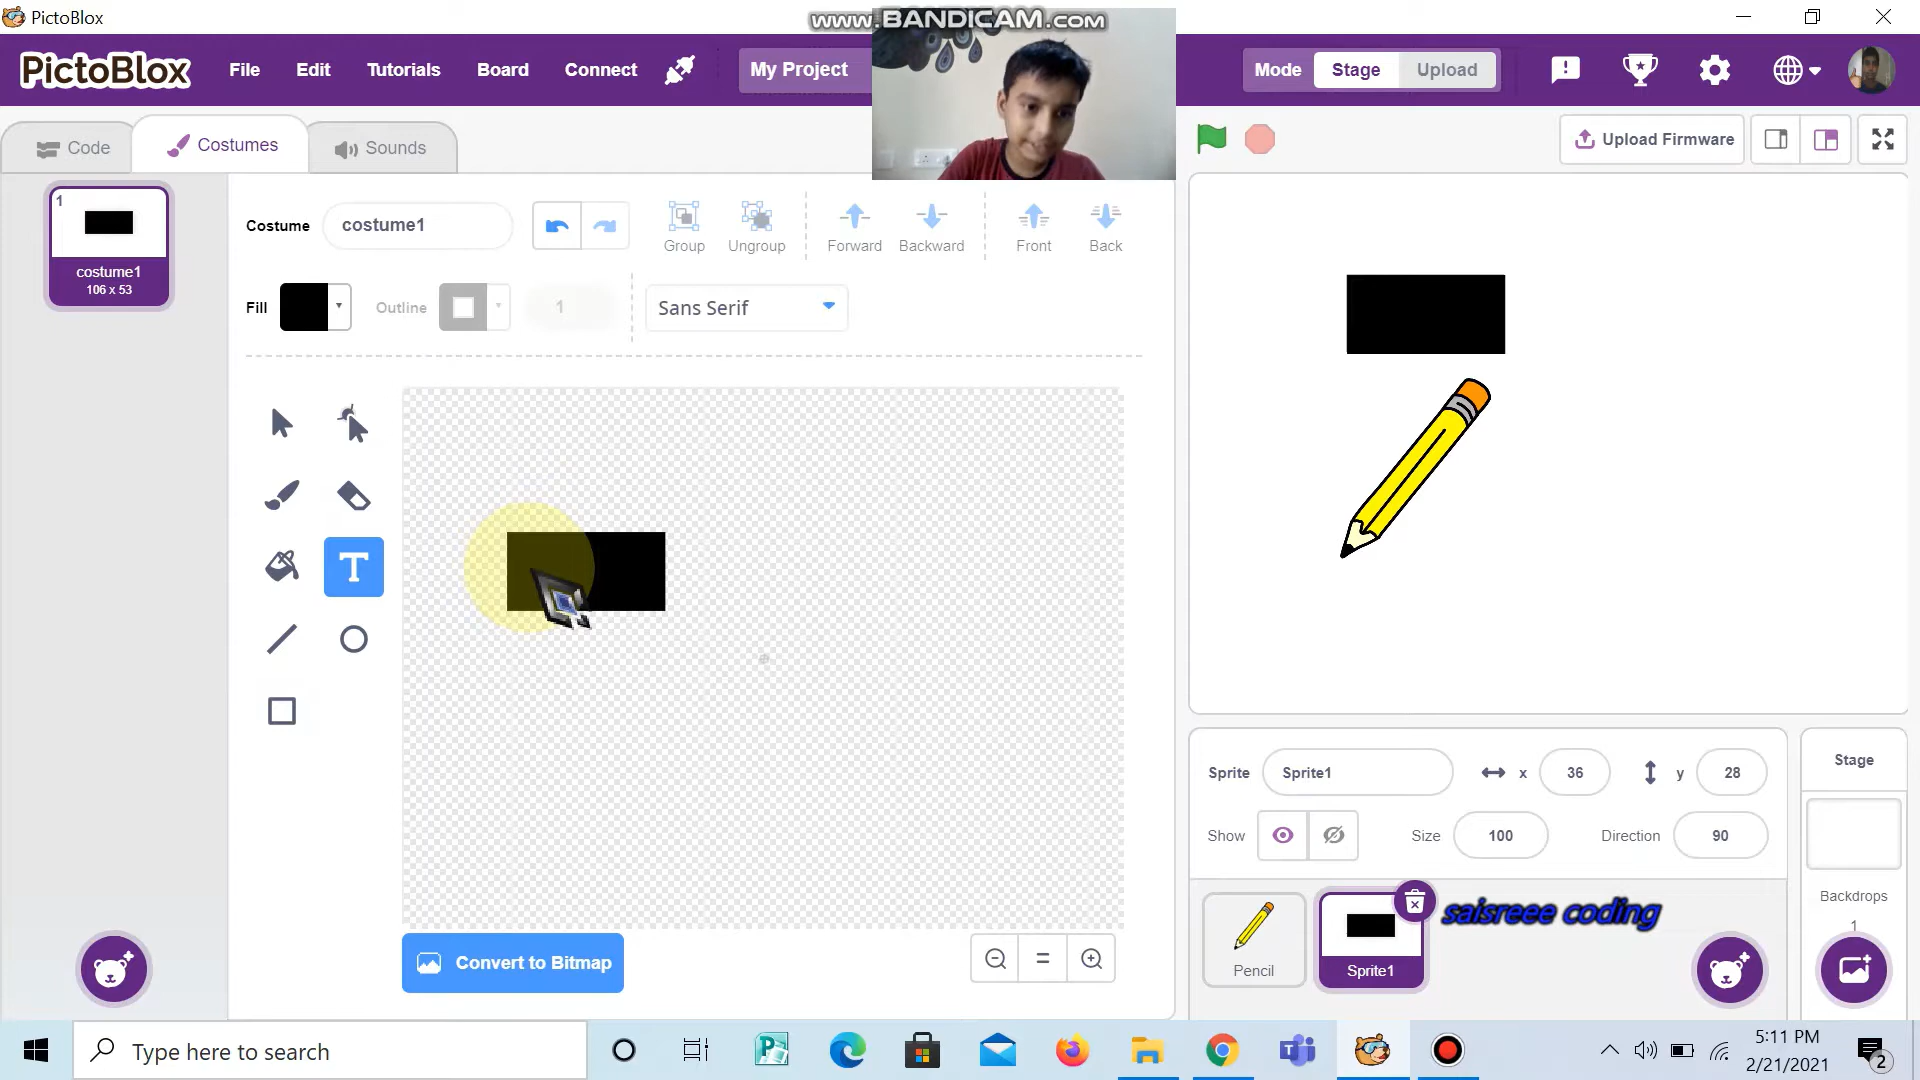 PictoBlox
www.BANDICAM.com
PictoBlox File Edit Tutorials Board Connect My Project Mode Stage Upload
Code Costumes Sounds Upload Firmware
1
costume1
106 x 53
Costume costume1 Group Ungroup Forward Backward Front Back
Fill Outline 1 Sans Serif
T
Convert to Bitmap
Sprite Sprite1 x 36 y 28
Show Size 100 Direction 90
Pencil Sprite1
saisreee coding
Stage
Backdrops
1
Type here to search
5:11 PM
2/21/2021
2